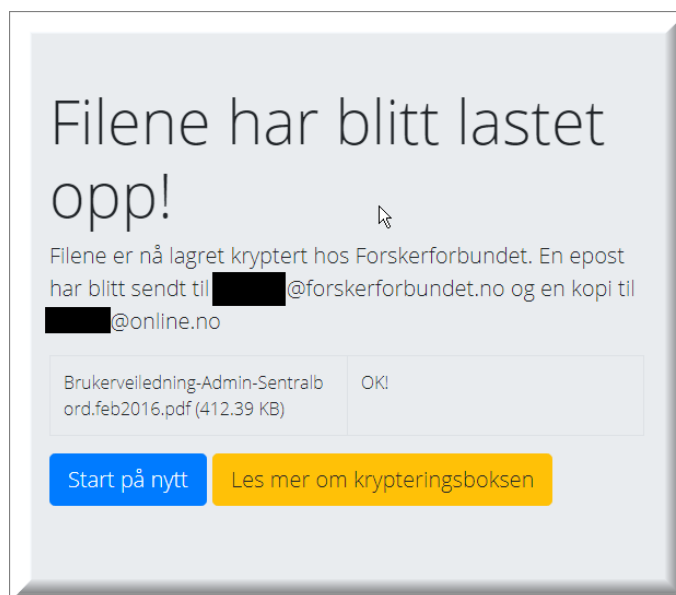 Filene har blitt lastet
opp!
Filene er nå lagret kryptert hos Forskerforbundet. En epost
har blitt sendt til @forskerforbundet.no og en kopi til
@online.no
Brukerveiledning-Admin-Sentralb
ord.feb2016.pdf (412.39 KB)
OK!
Start på nytt
Les mer om krypteringsboksen